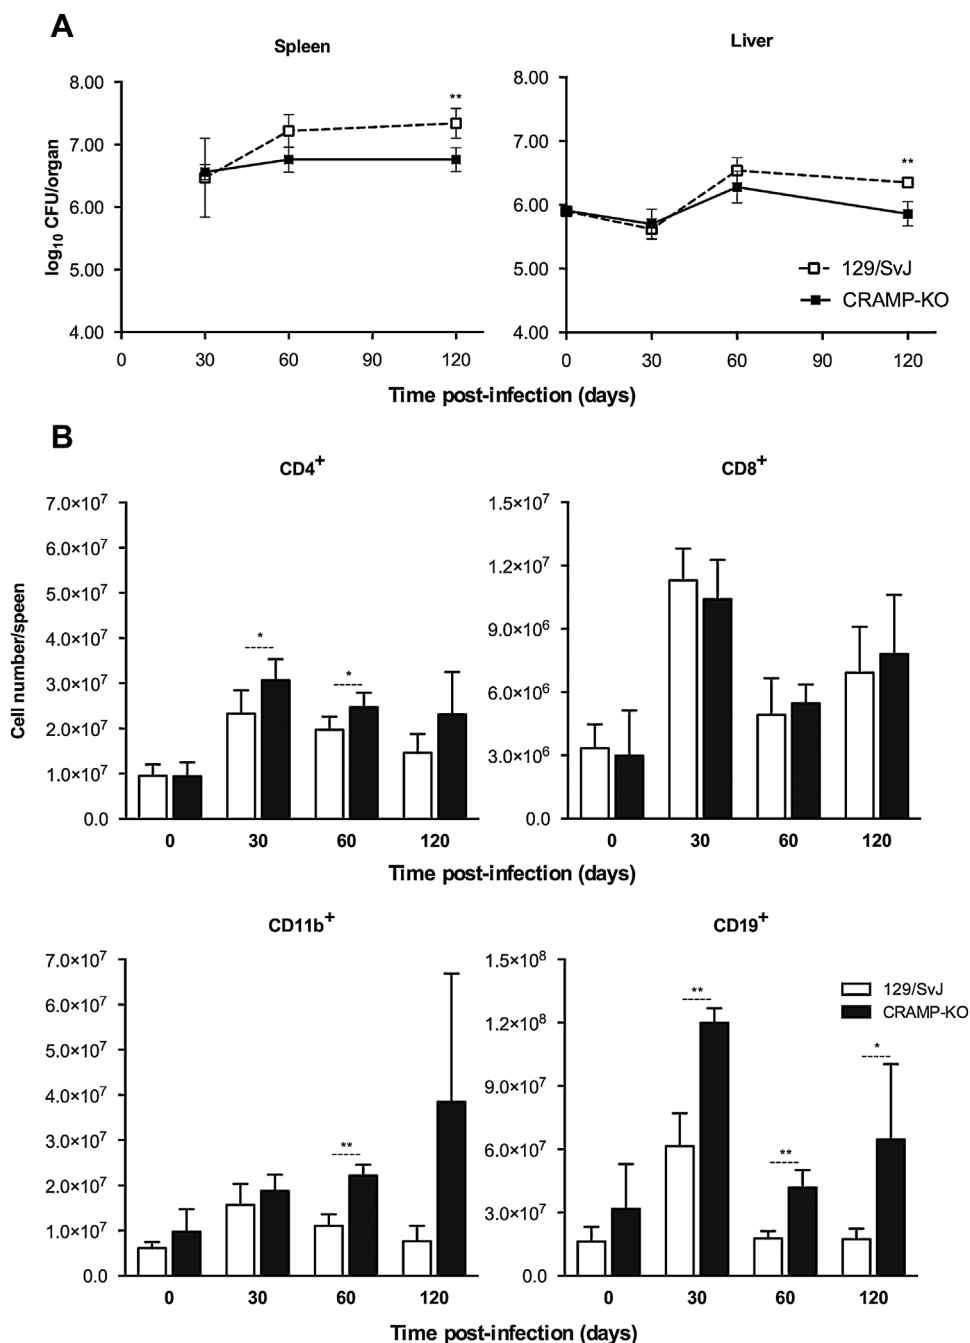 A
Spleen
Liver
log10 CFU/organ
8.00
7.00
6.00
5.00
4.00
**
0 30 60 90 120
8.00
7.00
6.00
5.00
4.00
**
129/SvJ
CRAMP-KO
0 30 60 90 120
Time post-infection (days)
B
CD4+
CD8+
Cell number/speen
7.0×10^7
6.0×10^7
5.0×10^7
4.0×10^7
3.0×10^7
2.0×10^7
1.0×10^7
0.0
*
*
0 30 60 120
1.5×10^7
1.2×10^7
9.0×10^6
6.0×10^6
3.0×10^6
0.0
0 30 60 120
Time post-infection (days)
CD11b+
CD19+
7.0×10^7
6.0×10^7
5.0×10^7
4.0×10^7
3.0×10^7
2.0×10^7
1.0×10^7
0.0
**
0 30 60 120
1.5×10^8
1.2×10^8
9.0×10^7
6.0×10^7
3.0×10^7
0.0
**
**
*
129/SvJ
CRAMP-KO
0 30 60 120
Time post-infection (days)